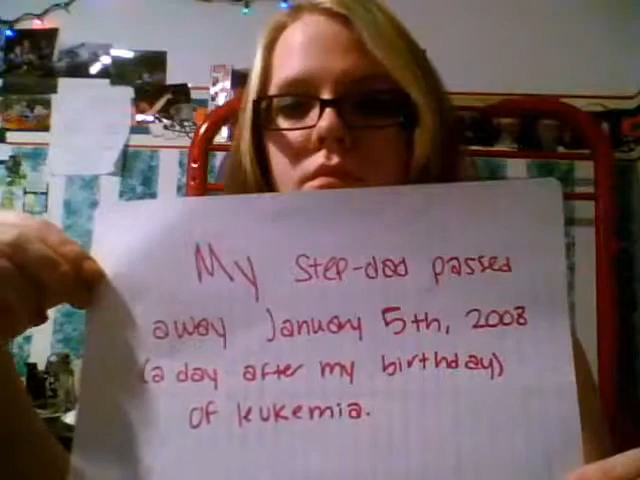 My step-dad passed
away January 5th, 2008
(a day after my birthday)
of leukemia.